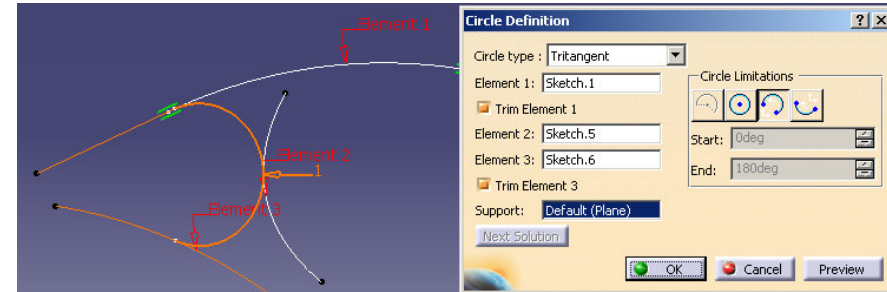 Element 1
Element 2
1
Element 3
Circle Definition
Circle type : Tritangent
Element 1: Sketch.1
Trim Element 1
Element 2: Sketch.5
Element 3: Sketch.6
Trim Element 3
Support: Default (Plane)
Next Solution
Circle Limitations
Start: 0deg
End: 180deg
OK
Cancel
Preview